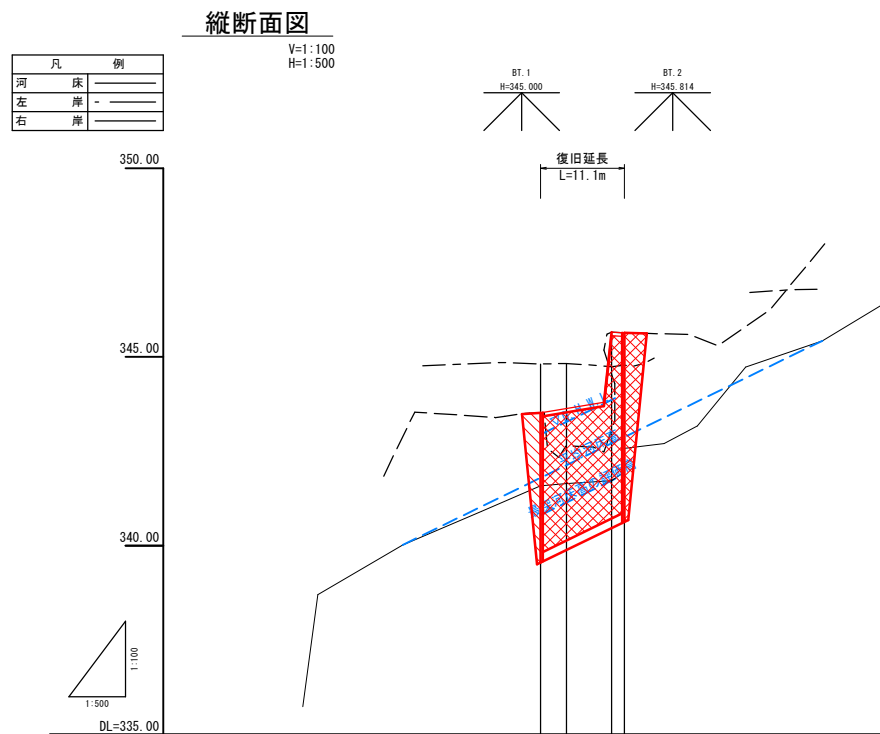 縦断面図
V=1:100
H=1:500
凡 例
河 床
左 岸
右 岸
BT.1
H=345.000
BT.2
H=345.814
350.00
復旧延長
L=11.1m
345.00
340.00
1:100
1:500
DL=335.00